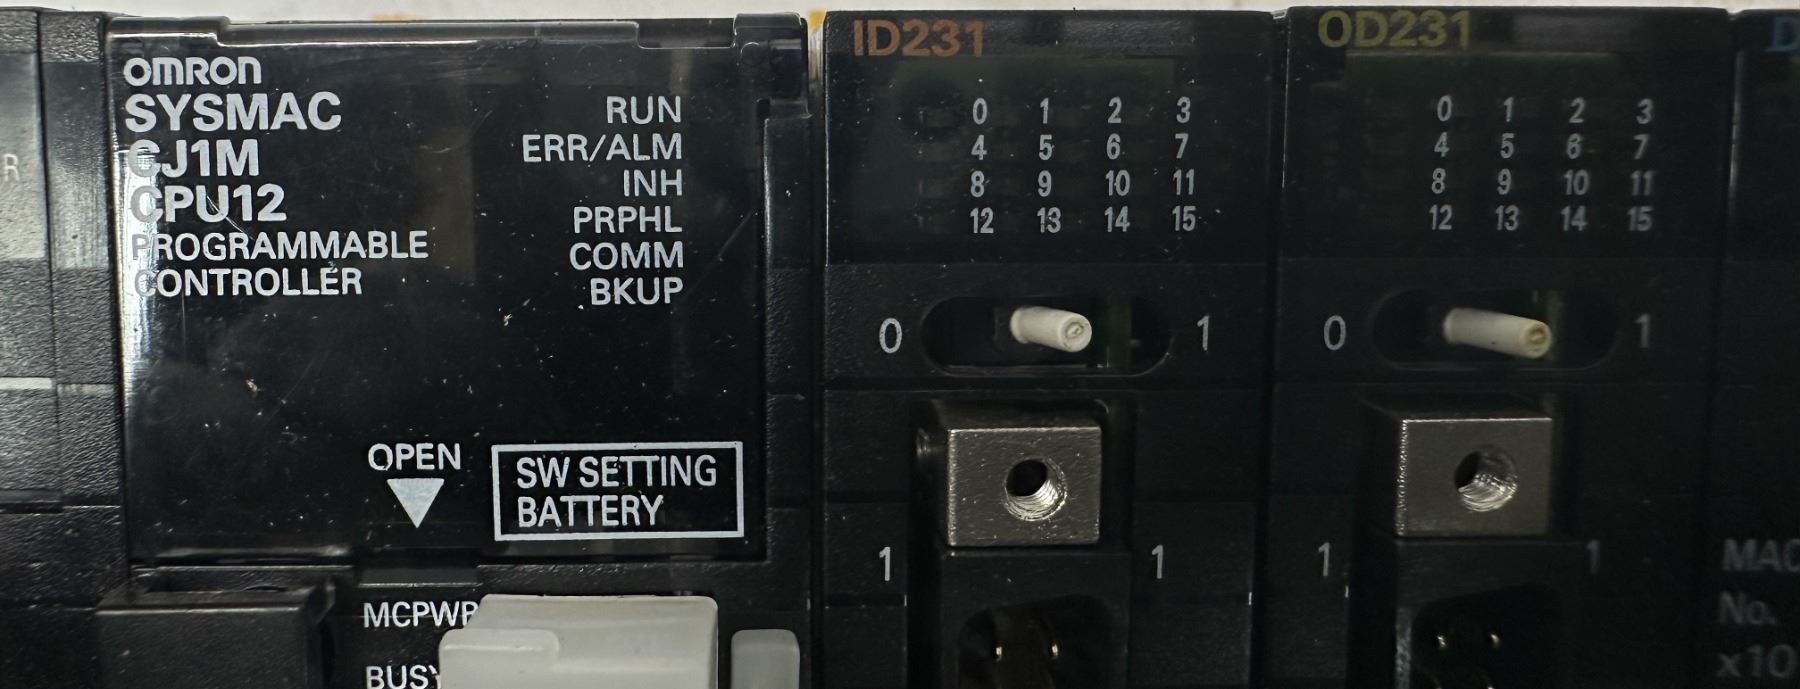 R
OMRON
SYSMAC
CJ1M
CPU12
PROGRAMMABLE
CONTROLLER
RUN
ERR/ALM
INH
PRPHL
COMM
BKUP
OPEN
SW SETTING
BATTERY
MCPWR
BUSY
ID231
0 1 2 3
4 5 6 7
8 9 10 11
12 13 14 15
0 1
1 1
OD231
0 1 2 3
4 5 6 7
8 9 10 11
12 13 14 15
0 1
1 1
D
MAC
No.
x10